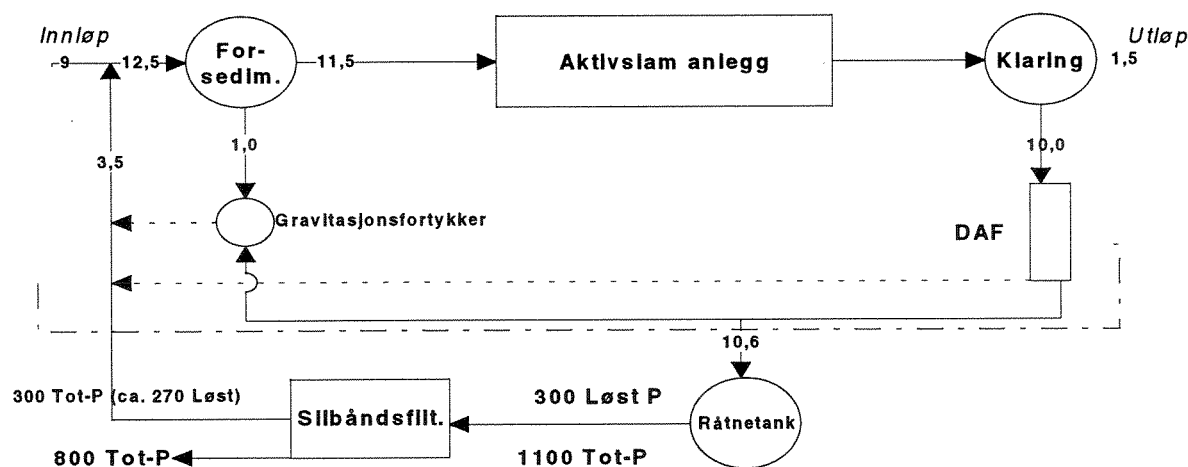 Innløp
Utløp
9
12,5
For-
sedim.
11,5
Aktivslam anlegg
Klaring
1,5
3,5
1,0
10,0
Gravitasjonsfortykker
DAF
10,6
300 Tot-P (ca. 270 Løst)
Silbåndsfilt.
300 Løst P
Råtnetank
800 Tot-P
1100 Tot-P